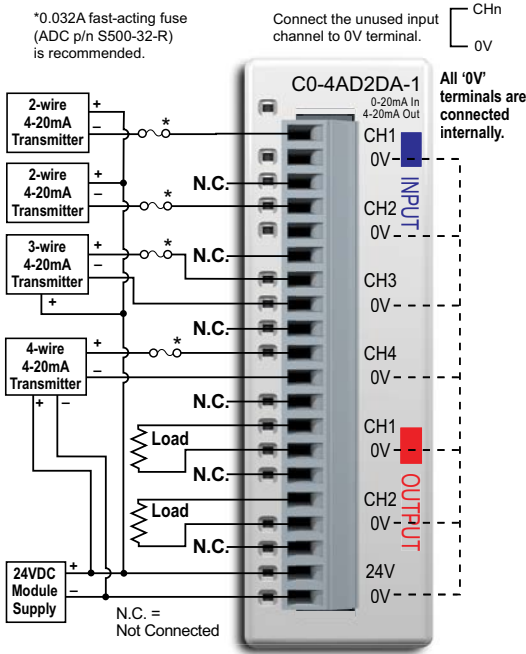 *0.032A fast-acting fuse
(ADC p/n S500-32-R)
is recommended.
Connect the unused input
channel to 0V terminal.
CHn
0V
C0-4AD2DA-1
0-20mA In
4-20mA Out
All ‘0V’
terminals are
connected
internally.
2-wire
4-20mA
Transmitter
+
–
*
CH1
0V
INPUT
2-wire
4-20mA
Transmitter
+
–
*
N.C.
CH2
0V
3-wire
4-20mA
Transmitter
+
–
+
*
N.C.
CH3
0V
N.C.
4-wire
4-20mA
Transmitter
+
–
+ –
*
CH4
0V
N.C.
Load
CH1
0V
OUTPUT
N.C.
Load
CH2
0V
N.C.
24VDC
Module
Supply
+
–
24V
0V
N.C. =
Not Connected